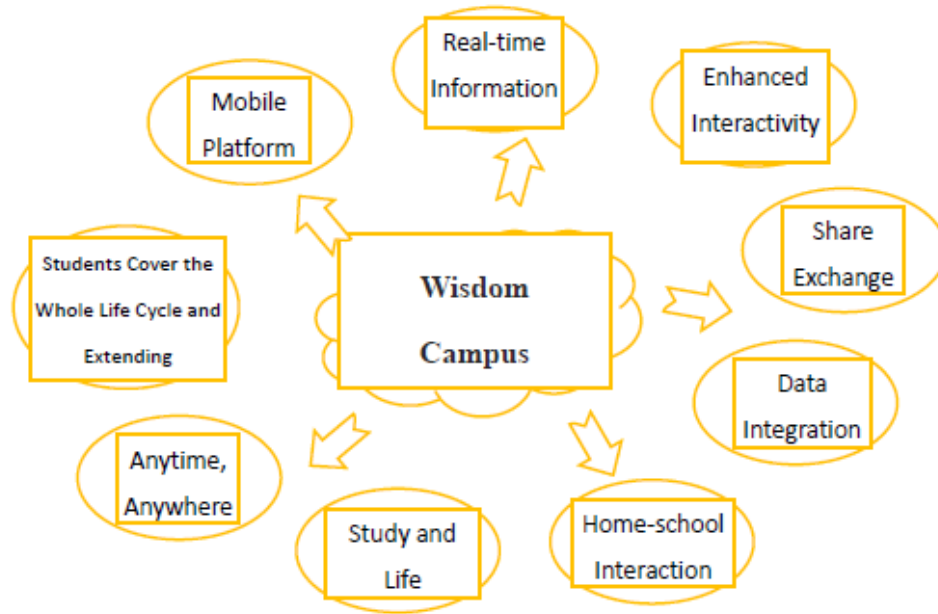 Real-time
Information
Enhanced
Interactivity
Mobile
Platform
Share
Exchange
Students Cover the
Whole Life Cycle and
Extending
Wisdom
Campus
Data
Integration
Anytime,
Anywhere
Study and
Life
Home-school
Interaction